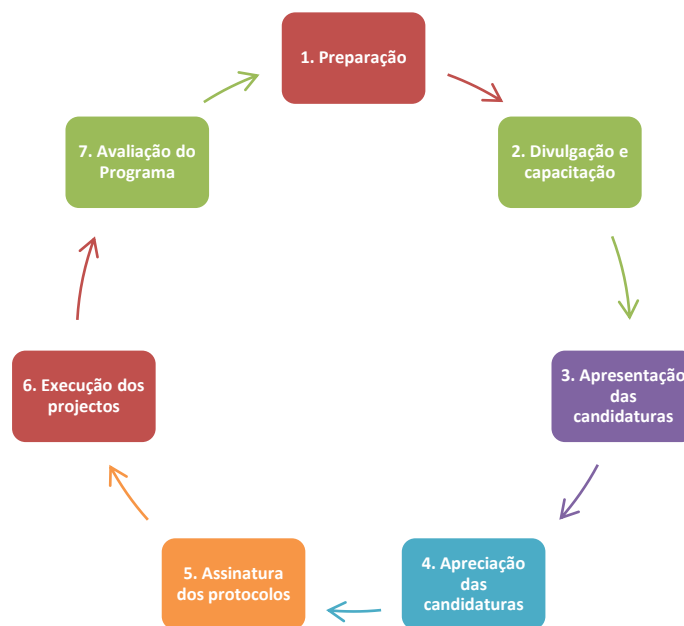 1. Preparação
2. Divulgação e
capacitação
3. Apresentação
das
candidaturas
4. Apreciação
das
candidaturas
5. Assinatura
dos protocolos
6. Execução dos
projectos
7. Avaliação do
Programa